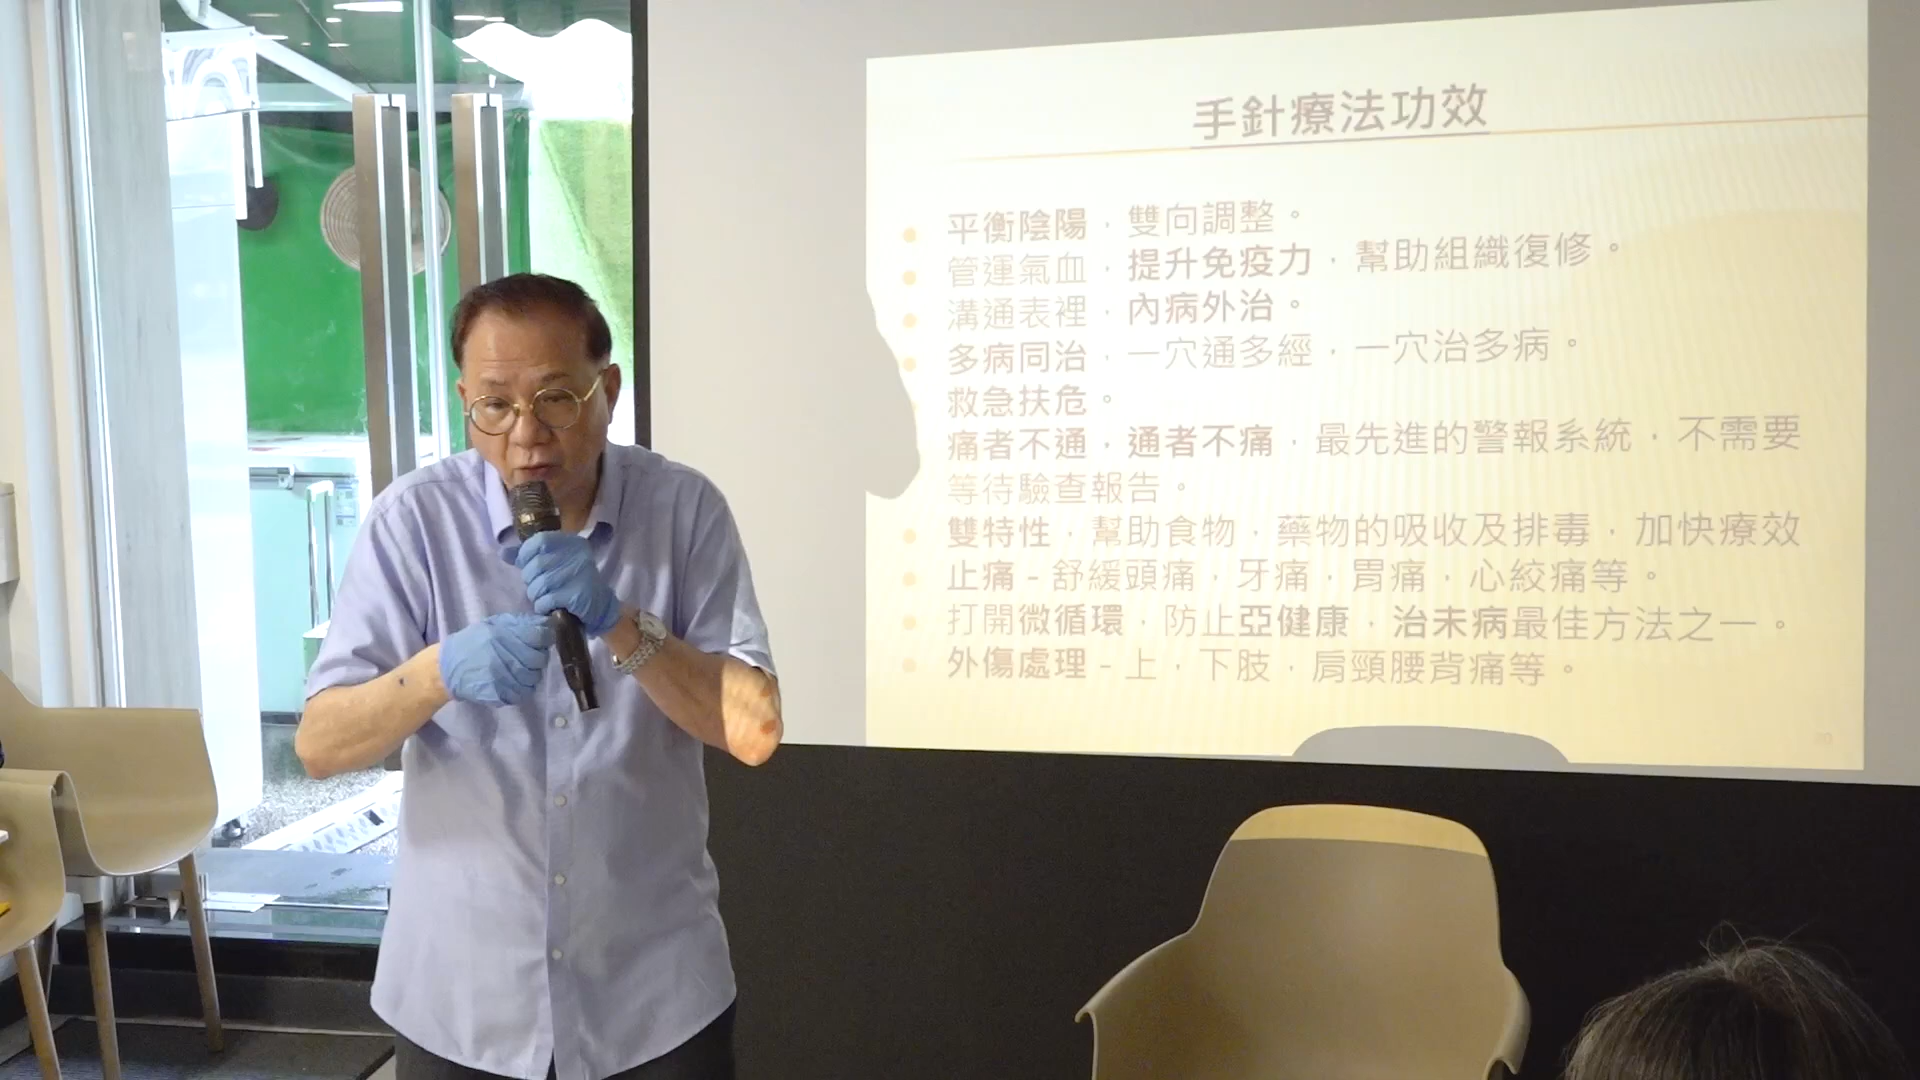 手針療法功效
平衡陰陽，雙向調整。
管運氣血，提升免疫力，幫助組織復修。
溝通表裡，內病外治。
多病同治，一穴通多經，一穴治多病。
救急扶危。
痛者不通，通者不痛，最先進的警報系統，不需要
等待驗查報告。
雙特性，幫助食物，藥物的吸收及排毒，加快療效
止痛 – 舒緩頭痛，牙痛，胃痛，心絞痛等。
打開微循環，防止亞健康，治未病最佳方法之一。
外傷處理 – 上，下肢，肩頸腰背痛等。